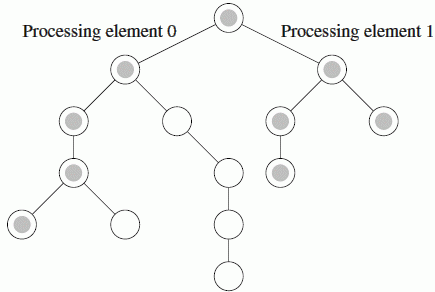 Processing element 0
Processing element 1